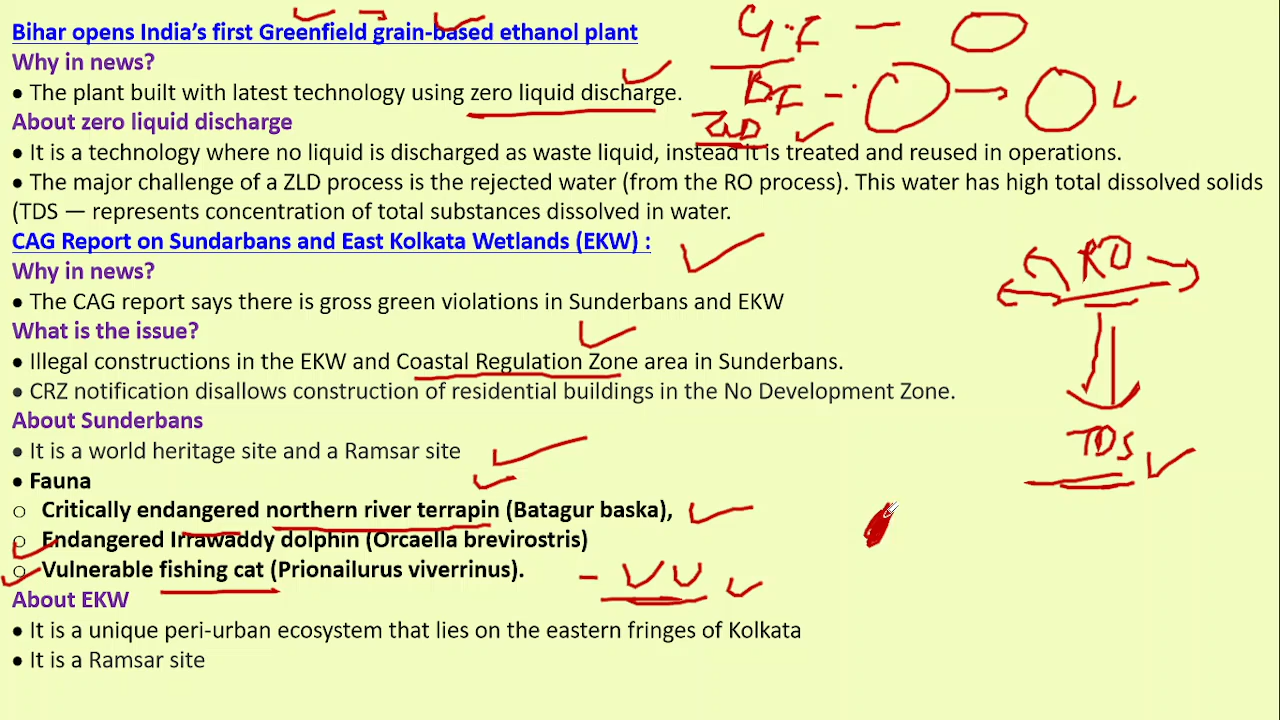 Bihar opens India's first Greenfield grain-based ethanol plant
G.F –
Why in news?
• The plant built with latest technology using zero liquid discharge.
BF –
ZLD
About zero liquid discharge
• It is a technology where no liquid is discharged as waste liquid, instead it is treated and reused in operations.
• The major challenge of a ZLD process is the rejected water (from the RO process). This water has high total dissolved solids
(TDS — represents concentration of total substances dissolved in water.
CAG Report on Sundarbans and East Kolkata Wetlands (EKW) :
RO
Why in news?
• The CAG report says there is gross green violations in Sunderbans and EKW
What is the issue?
• Illegal constructions in the EKW and Coastal Regulation Zone area in Sunderbans.
• CRZ notification disallows construction of residential buildings in the No Development Zone.
About Sunderbans
TDS
• It is a world heritage site and a Ramsar site
• Fauna
○ Critically endangered northern river terrapin (Batagur baska),
○ Endangered Irrawaddy dolphin (Orcaella brevirostris)
○ Vulnerable fishing cat (Prionailurus viverrinus).
About EKW
• It is a unique peri-urban ecosystem that lies on the eastern fringes of Kolkata
• It is a Ramsar site